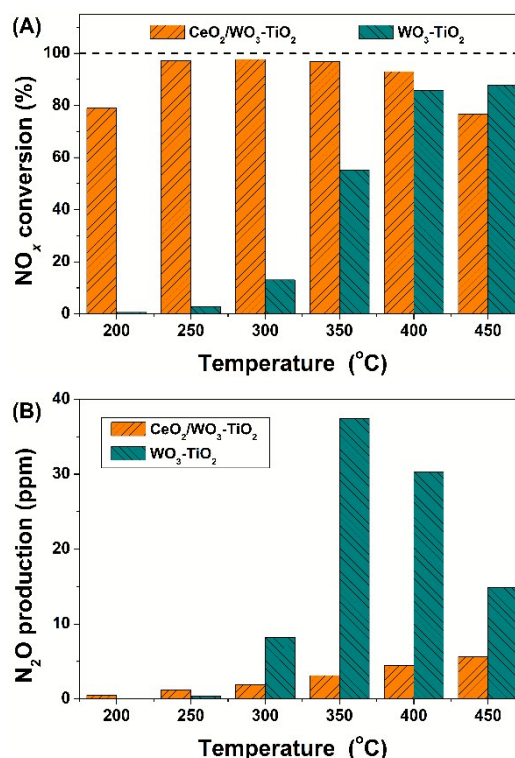 (A)
CeO₂/WO₃-TiO₂
WO₃-TiO₂
100
80
60
40
20
0
NOₓ conversion (%)
200 250 300 350 400 450
Temperature (°C)
(B)
CeO₂/WO₃-TiO₂
WO₃-TiO₂
40
30
20
10
0
N₂O production (ppm)
200 250 300 350 400 450
Temperature (°C)